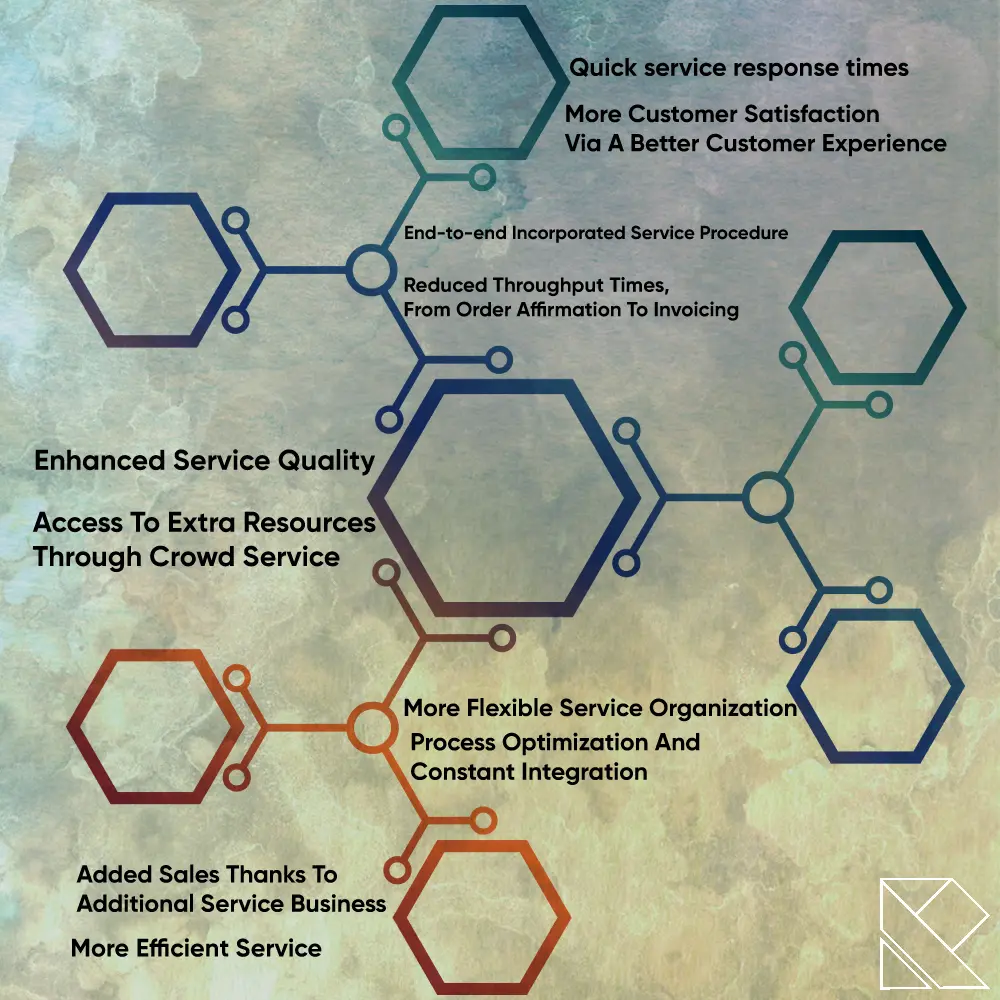 Quick service response times
More Customer Satisfaction
Via A Better Customer Experience
End-to-end Incorporated Service Procedure
Reduced Throughput Times,
From Order Affirmation To Invoicing
Enhanced Service Quality
Access To Extra Resources
Through Crowd Service
More Flexible Service Organization
Process Optimization And
Constant Integration
Added Sales Thanks To
Additional Service Business
More Efficient Service